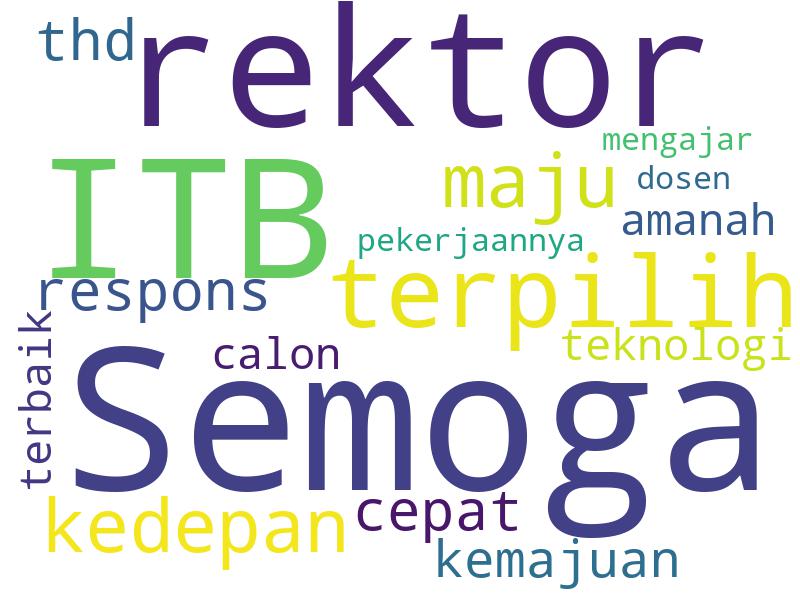 thd
rektor
mengajar
ITB
maju
dosen
amanah
pekerjaannya
terpilih
respons
terbaik
calon
teknologi
Semoga
kedepan
cepat
kemajuan